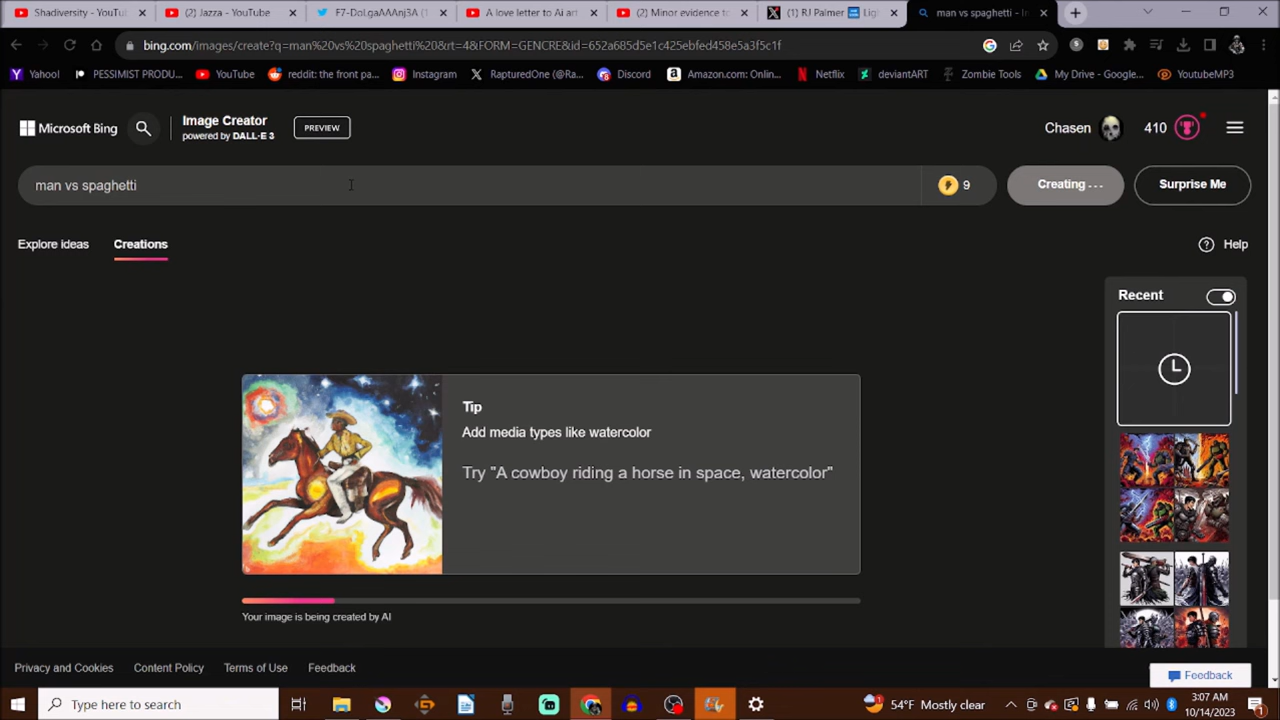 Shadiversity - YouTu
(2) Jazza - YouTube
F7-DoLgaAAAnj3A (1
A love letter to Ai art
(2) Minor evidence to
(1) RJ Palmer
Lig
man vs spaghetti - In
bing.com/images/create?q=man%20vs%20spaghetti%20&rt=4&FORM=GENCRE&id=652a685d5e1c425ebfed458e5a3f5c1f
Yahoo!
PESSIMIST PRODU...
YouTube
reddit: the front pa...
Instagram
RapturedOne (@Ra...
Discord
Amazon.com: Onlin...
Netflix
deviantART
Zombie Tools
My Drive - Google...
YoutubeMP3
Microsoft Bing
Image Creator
powered by DALL-E 3
PREVIEW
Chasen
410
man vs spaghetti
9
Creating . . .
Surprise Me
Explore ideas
Creations
Help
Recent
Tip
Add media types like watercolor
Try "A cowboy riding a horse in space, watercolor"
Your image is being created by AI
Privacy and Cookies
Content Policy
Terms of Use
Feedback
Feedback
Type here to search
54°F Mostly clear
3:07 AM
10/14/2023
1